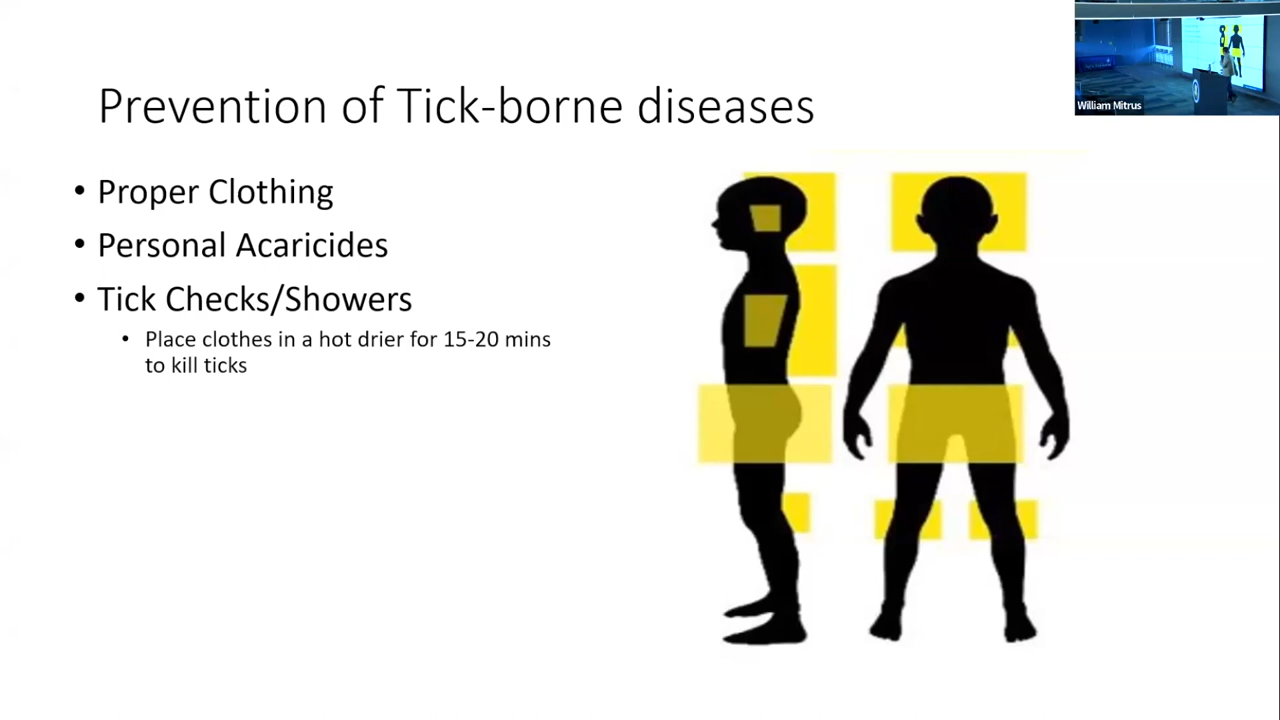 Prevention of Tick-borne diseases
• Proper Clothing
• Personal Acaricides
• Tick Checks/Showers
• Place clothes in a hot drier for 15-20 mins
to kill ticks
William Mitrus